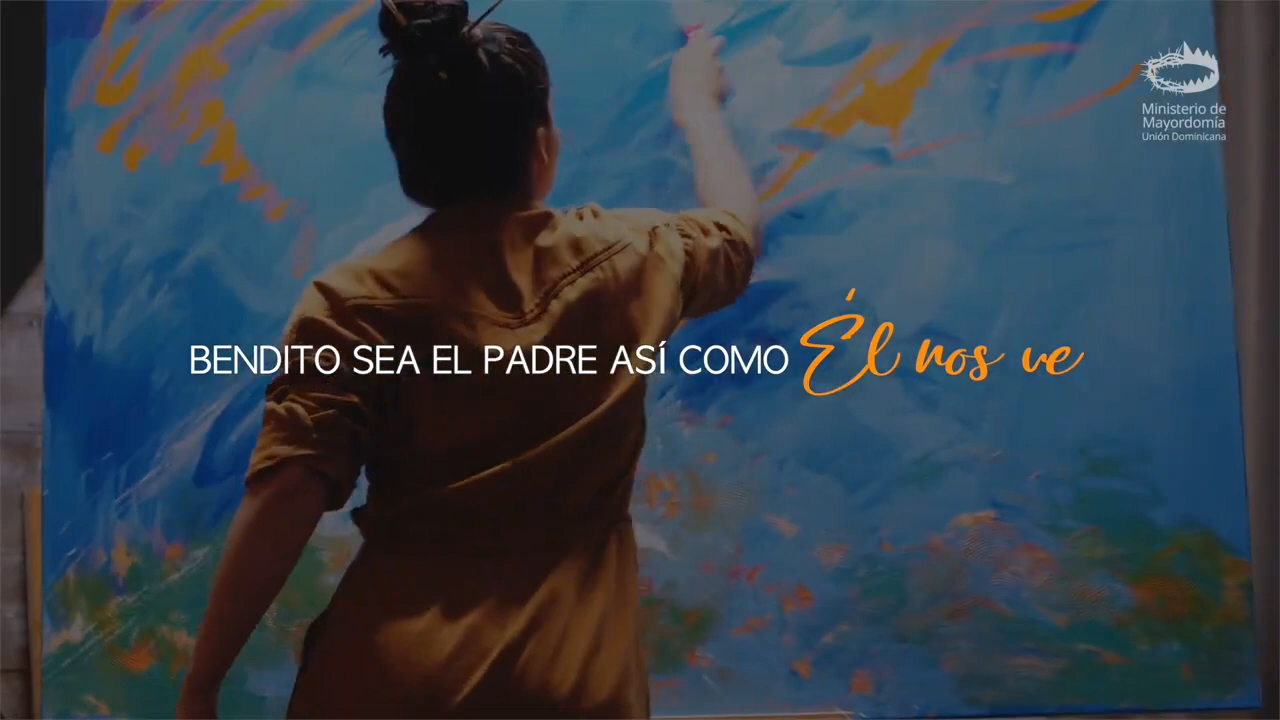 Ministerio de
Mayordomía
Unión Dominicana
BENDITO SEA EL PADRE ASÍ COMO Él nos ve